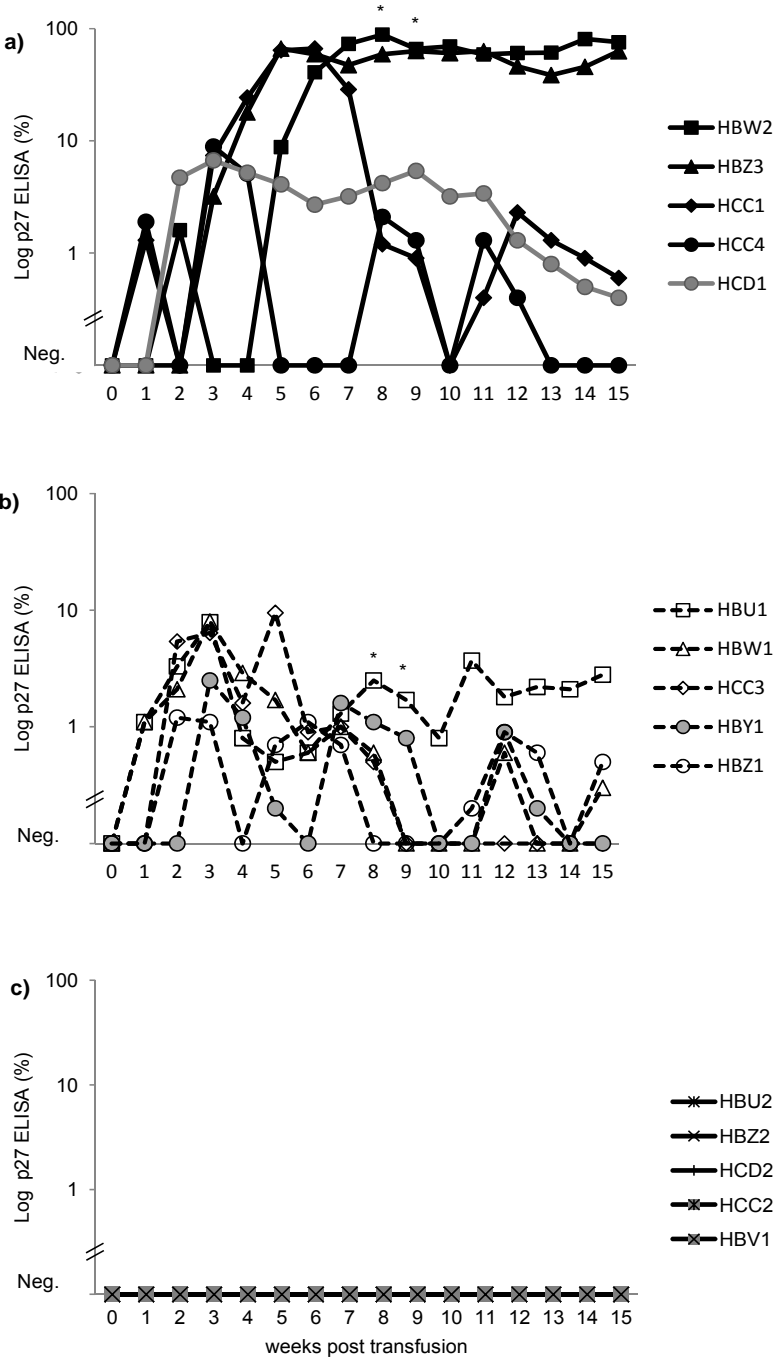 a)
Log p27 ELISA (%)
100
10
1
Neg.
* *
0 1 2 3 4 5 6 7 8 9 10 11 12 13 14 15
HBW2
HBZ3
HCC1
HCC4
HCD1
b)
Log p27 ELISA (%)
100
10
1
Neg.
* *
0 1 2 3 4 5 6 7 8 9 10 11 12 13 14 15
HBU1
HBW1
HCC3
HBY1
HBZ1
c)
Log p27 ELISA (%)
100
10
1
Neg.
0 1 2 3 4 5 6 7 8 9 10 11 12 13 14 15
weeks post transfusion
HBU2
HBZ2
HCD2
HCC2
HBV1